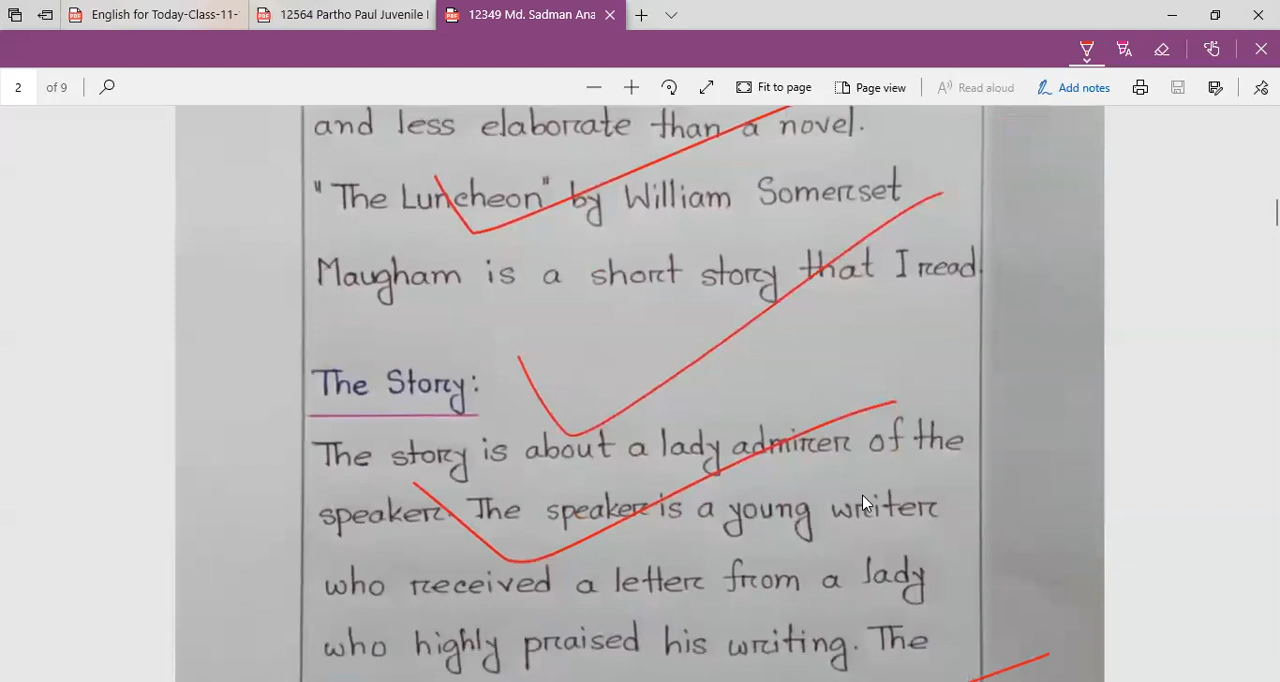 English for Today-Class-11-
12564 Partho Paul Juvenile I
12349 Md. Sadman Ana
2 of 9
Fit to page
Page view
Read aloud
Add notes
and less elaborate than a novel.
"The Luncheon" by William Somerset
Maugham is a short story that I read.
The Story:
The story is about a lady admirer of the
speaker. The speaker is a young writer
who received a letter from a lady
who highly praised his writing. The